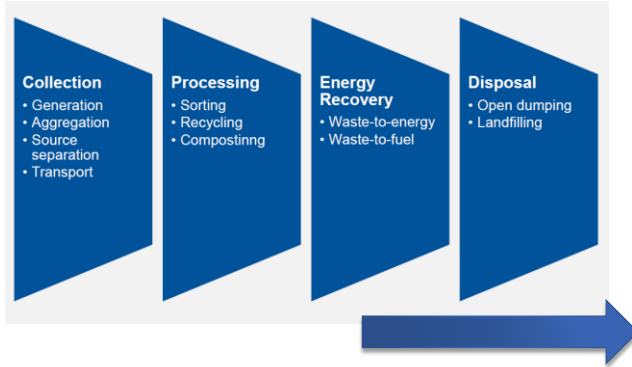 Collection
• Generation
• Aggregation
• Source
separation
• Transport
Processing
• Sorting
• Recycling
• Compostinng
Energy
Recovery
• Waste-to-energy
• Waste-to-fuel
Disposal
• Open dumping
• Landfilling